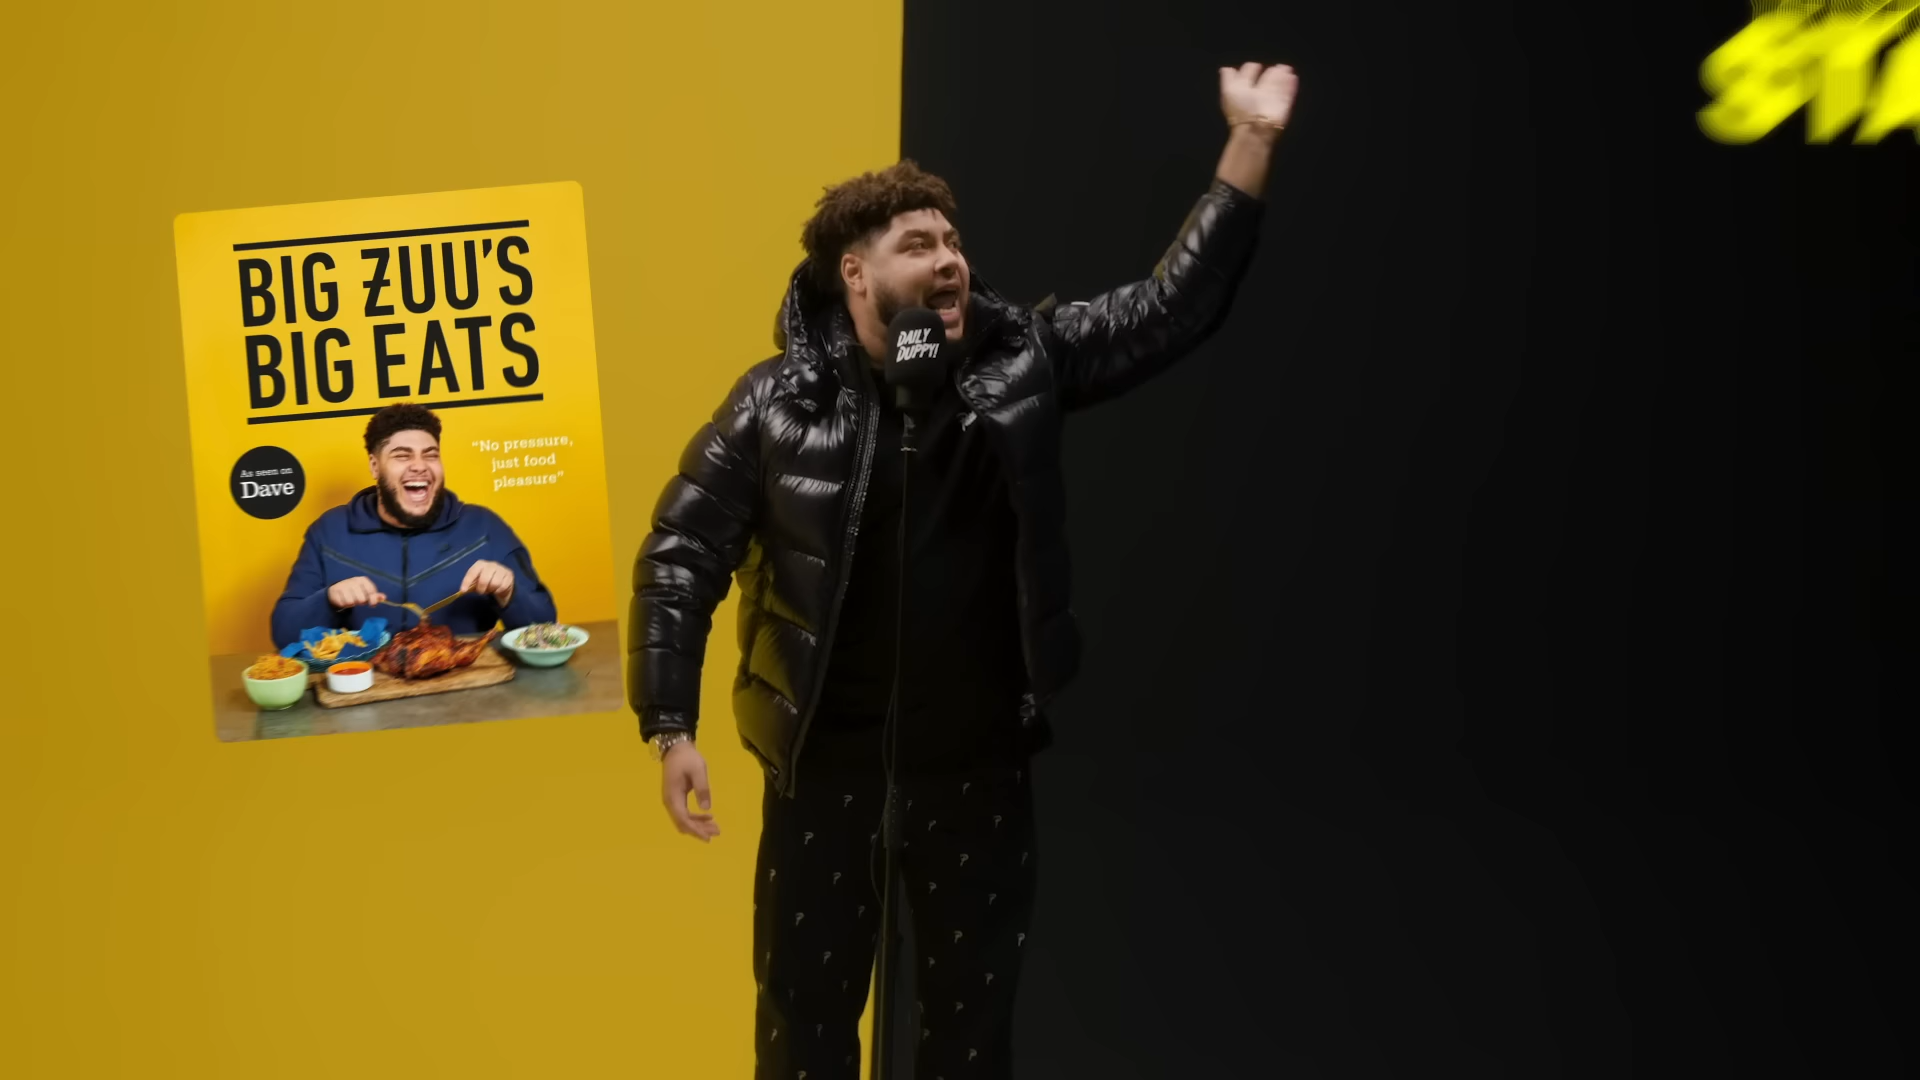 BIG ZUU'S
BIG EATS
As seen on
Dave
“No pressure,
just food
pleasure”
DAILY
DUPPY!